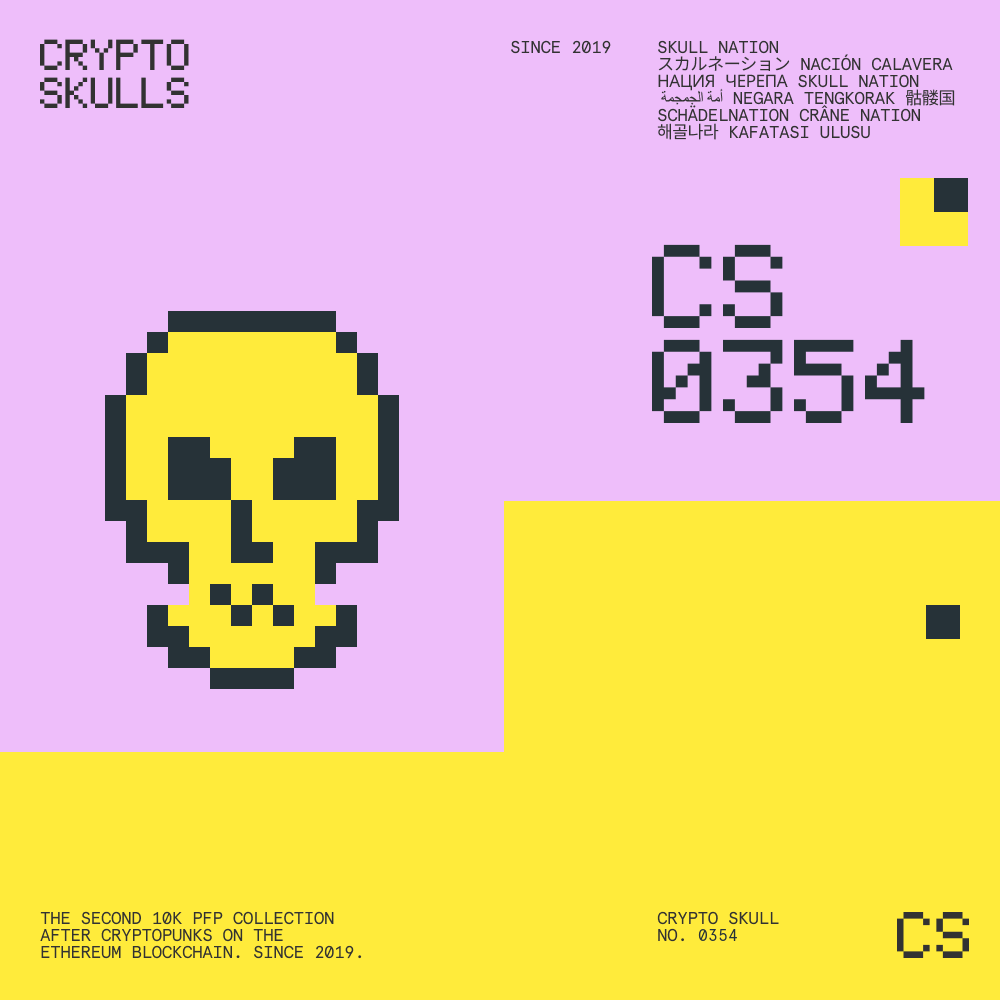 CRYPTO
SKULLS
SINCE 2019
SKULL NATION
スカルネーション NACIÓN CALAVERA
НАЦИЯ ЧЕРЕПА SKULL NATION
أمة الجمجمة NEGARA TENGKORAK 骷髅国
SCHÄDELNATION CRÂNE NATION
해골나라 KAFATASI ULUSU
CS
0354
THE SECOND 10K PFP COLLECTION
AFTER CRYPTOPUNKS ON THE
ETHEREUM BLOCKCHAIN. SINCE 2019.
CRYPTO SKULL
NO. 0354
CS